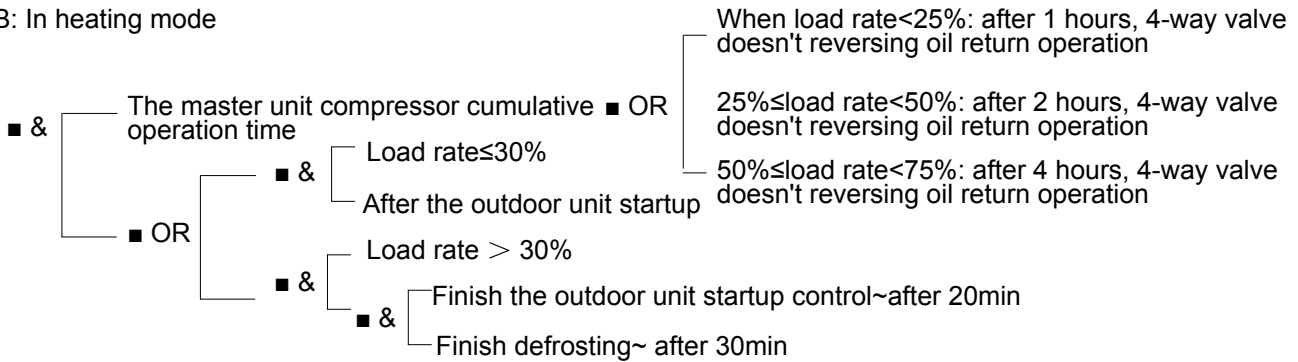 B: In heating mode
When load rate<25%: after 1 hours, 4-way valve
doesn't reversing oil return operation
■ &
The master unit compressor cumulative
operation time
■ OR
25%≤load rate<50%: after 2 hours, 4-way valve
doesn't reversing oil return operation
50%≤load rate<75%: after 4 hours, 4-way valve
doesn't reversing oil return operation
■ OR
■ &
Load rate≤30%
After the outdoor unit startup
■ &
Load rate > 30%
■ &
Finish the outdoor unit startup control~after 20min
Finish defrosting~ after 30min